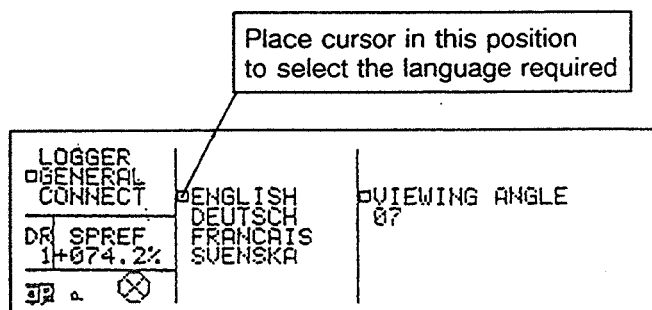 Place cursor in this position
to select the language required
LOGGER
GENERAL
CONNECT
DR SPREF
1 +074.2%
OP
ENGLISH
DEUTSCH
FRANCAIS
SVENSKA
VIEWING ANGLE
07